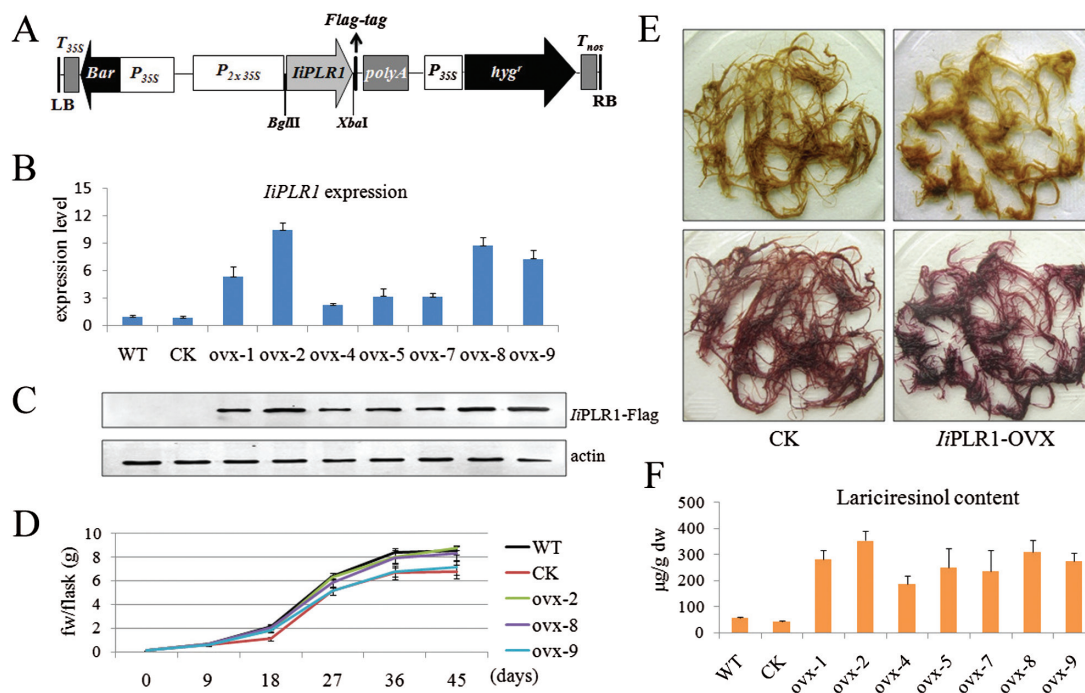 A
Flag-tag
T35S
Tnos
Bar
P35S
P2x35S
IiPLR1
polyA
P35S
hygr
LB
RB
BglII
XbaI
B
IiPLR1 expression
expression level
15
12
9
6
3
0
WT CK ovx-1 ovx-2 ovx-4 ovx-5 ovx-7 ovx-8 ovx-9
C
IiPLR1-Flag
actin
D
fw/flask (g)
10
8
6
4
2
0
0 9 18 27 36 45 (days)
WT
CK
ovx-2
ovx-8
ovx-9
E
CK
IiPLR1-OVX
F
Lariciresinol content
µg/g dw
500
400
300
200
100
0
WT CK ovx-1 ovx-2 ovx-4 ovx-5 ovx-7 ovx-8 ovx-9